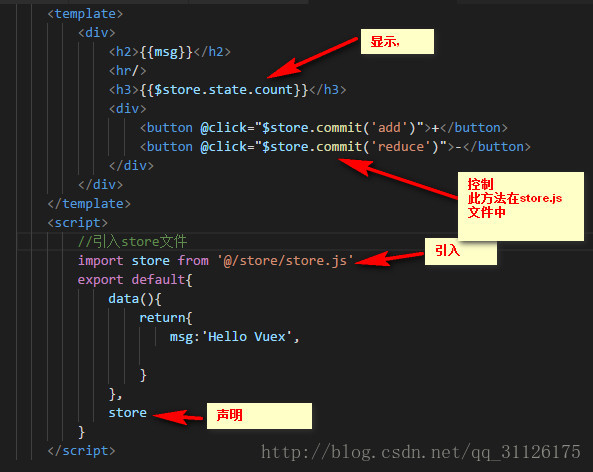 <template>
<div>
<h2>{{msg}}</h2>
<hr/>
<h3>{{$store.state.count}}</h3>
<div>
<button @click="$store.commit('add')">+</button>
<button @click="$store.commit('reduce')">-</button>
</div>
</div>
</template>
<script>
//引入store文件
import store from '@/store/store.js'
export default{
data(){
return{
msg:'Hello Vuex',
}
},
store
}
</script>
显示,
控制
此方法在store.js
文件中
引入
声明
http://blog.csdn.net/qq_31126175